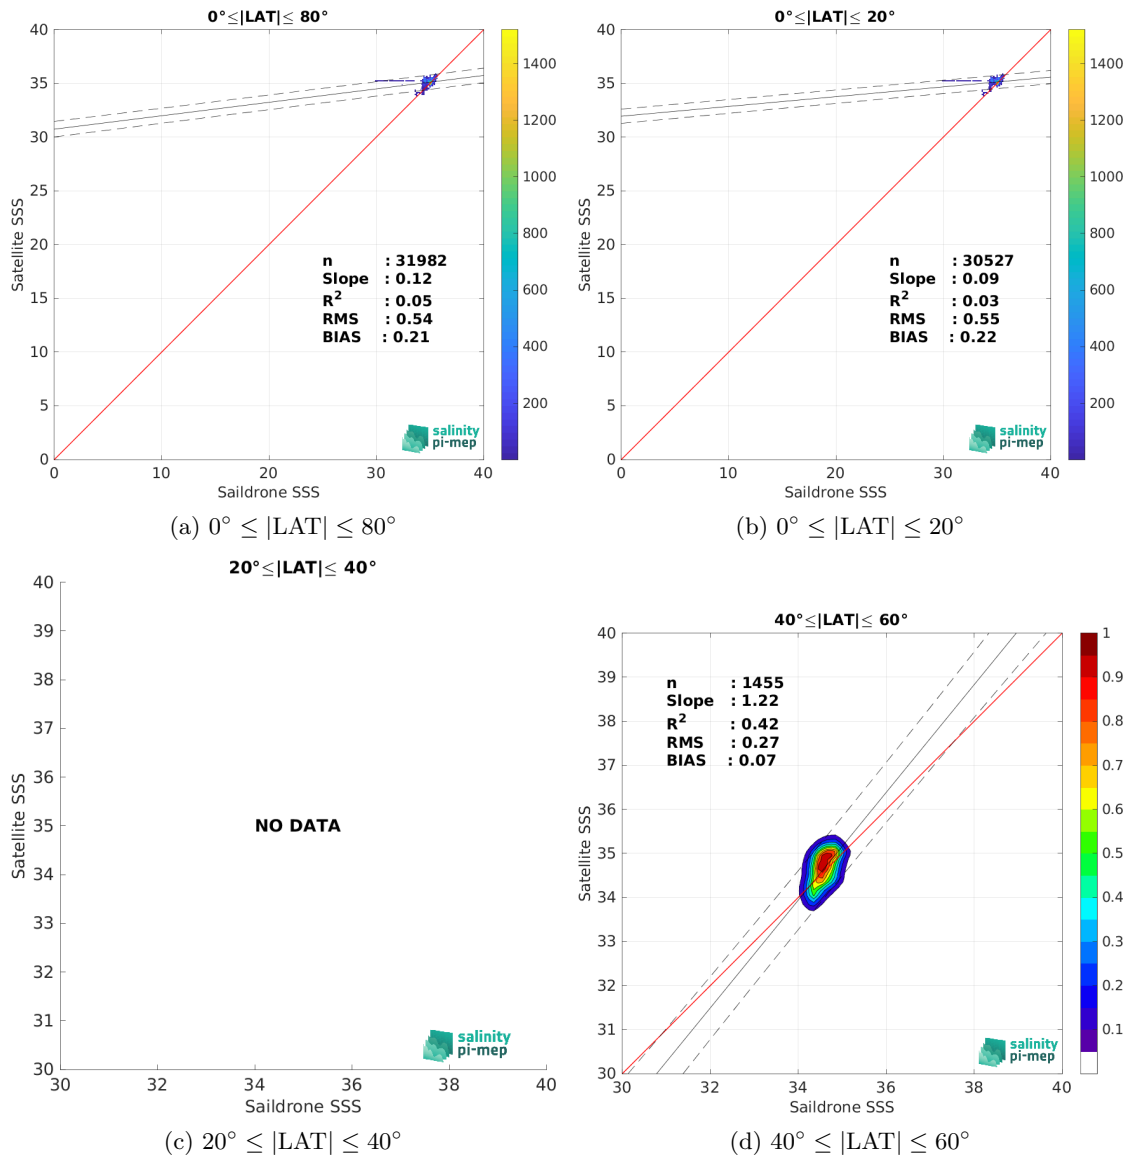 0°≤|LAT|≤ 80°
40
35
30
25
20
15
10
5
0
Satellite SSS
n : 31982
Slope : 0.12
R² : 0.05
RMS : 0.54
BIAS : 0.21
salinity
pi-mep
0 10 20 30 40
Saildrone SSS
1400
1200
1000
800
600
400
200
(a) 0° ≤ |LAT| ≤ 80°
0°≤|LAT|≤ 20°
40
35
30
25
20
15
10
5
0
Satellite SSS
n : 30527
Slope : 0.09
R² : 0.03
RMS : 0.55
BIAS : 0.22
salinity
pi-mep
0 10 20 30 40
Saildrone SSS
1400
1200
1000
800
600
400
200
(b) 0° ≤ |LAT| ≤ 20°
20°≤|LAT|≤ 40°
40
39
38
37
36
35
34
33
32
31
30
Satellite SSS
NO DATA
salinity
pi-mep
30 32 34 36 38 40
Saildrone SSS
(c) 20° ≤ |LAT| ≤ 40°
40°≤|LAT|≤ 60°
40
39
38
37
36
35
34
33
32
31
30
Satellite SSS
n : 1455
Slope : 1.22
R² : 0.42
RMS : 0.27
BIAS : 0.07
salinity
pi-mep
30 32 34 36 38 40
Saildrone SSS
1
0.9
0.8
0.7
0.6
0.5
0.4
0.3
0.2
0.1
(d) 40° ≤ |LAT| ≤ 60°